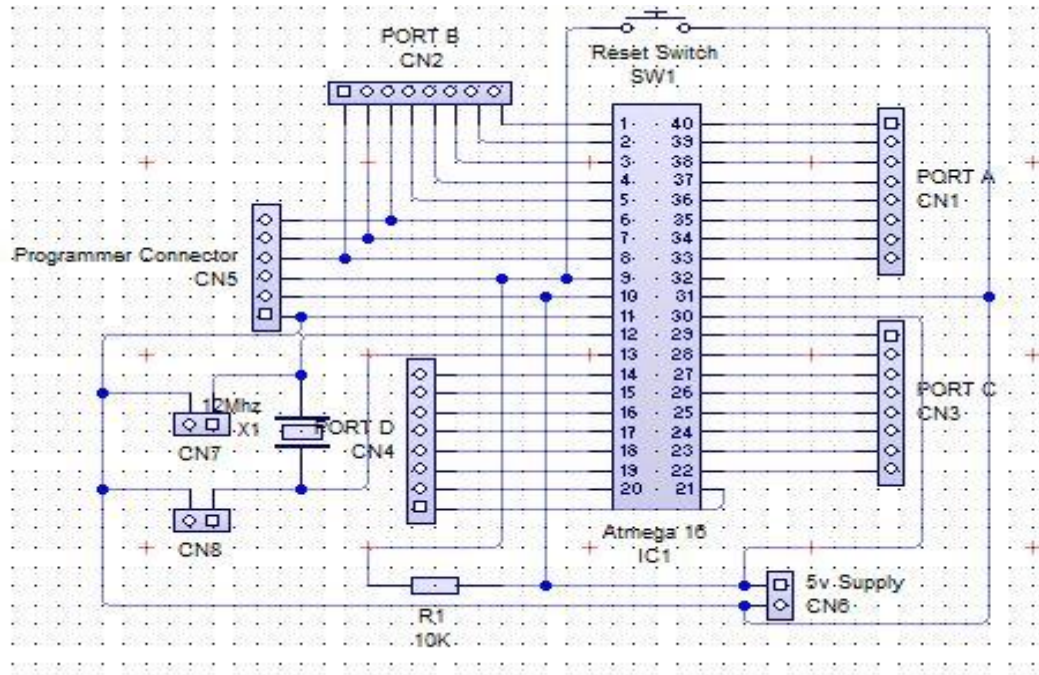 PORT B
CN2
Reset Switch
SW1
1 40
2 39
3 38
4 37
5 36
6 35
7 34
8 33
9 32
10 31
11 30
12 29
13 28
14 27
15 26
16 25
17 24
18 23
19 22
20 21
PORT A
CN1
Programmer Connector
CN5
PORT C
CN3
12Mhz
X1
PORT D
CN4
CN7
CN8
Atmega 16
IC1
5v Supply
CN6
R1
10K